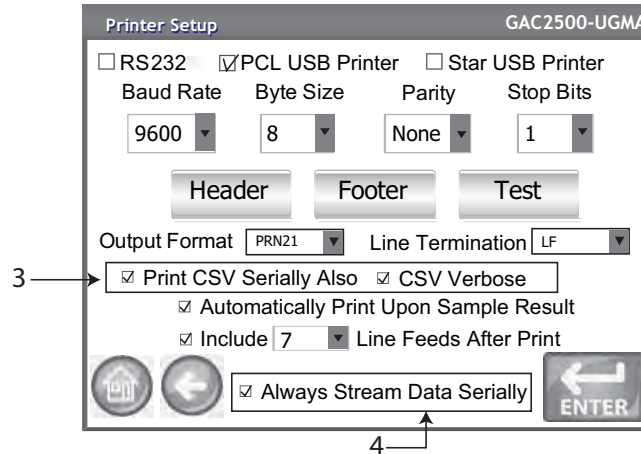 Printer Setup GAC2500-UGMA
RS232 PCL USB Printer Star USB Printer
Baud Rate Byte Size Parity Stop Bits
9600 8 None 1
Header Footer Test
Output Format PRN21 Line Termination LF
3 Print CSV Serially Also CSV Verbose
Automatically Print Upon Sample Result
Include 7 Line Feeds After Print
Always Stream Data Serially ENTER
4